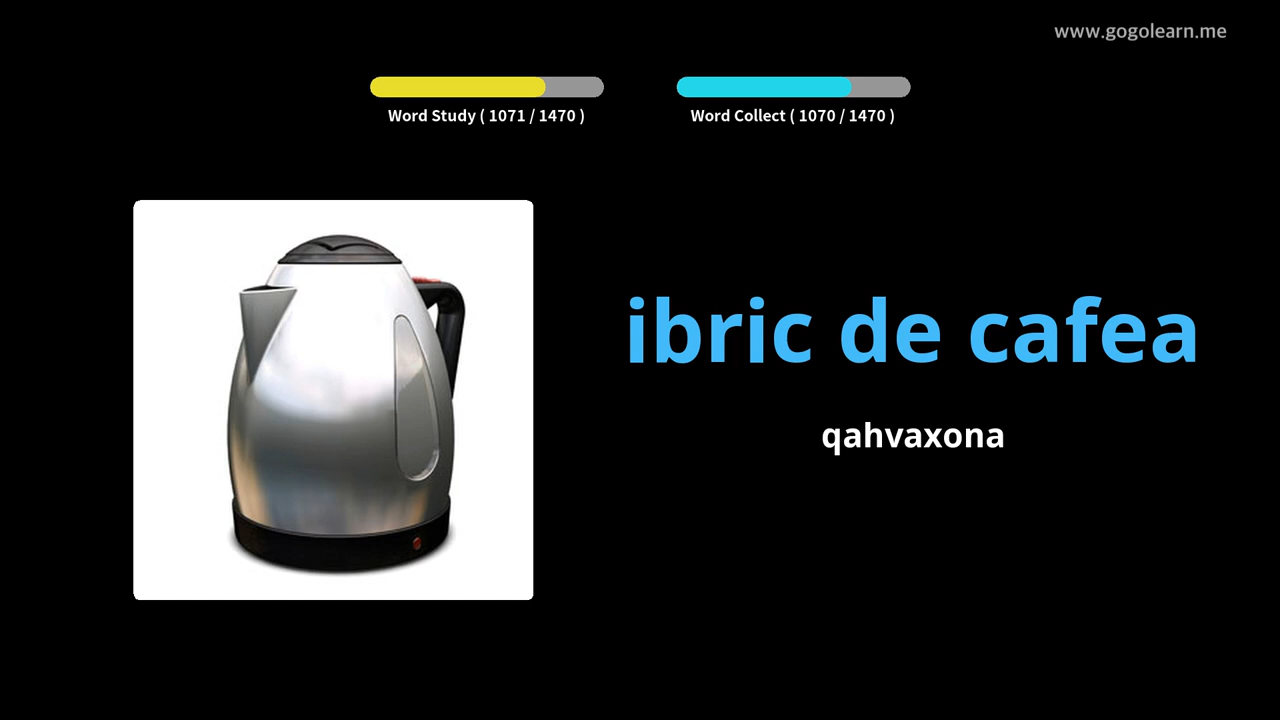 www.gogolearn.me
Word Study ( 1071 / 1470 )
Word Collect ( 1070 / 1470 )
ibric de cafea
qahvaxona